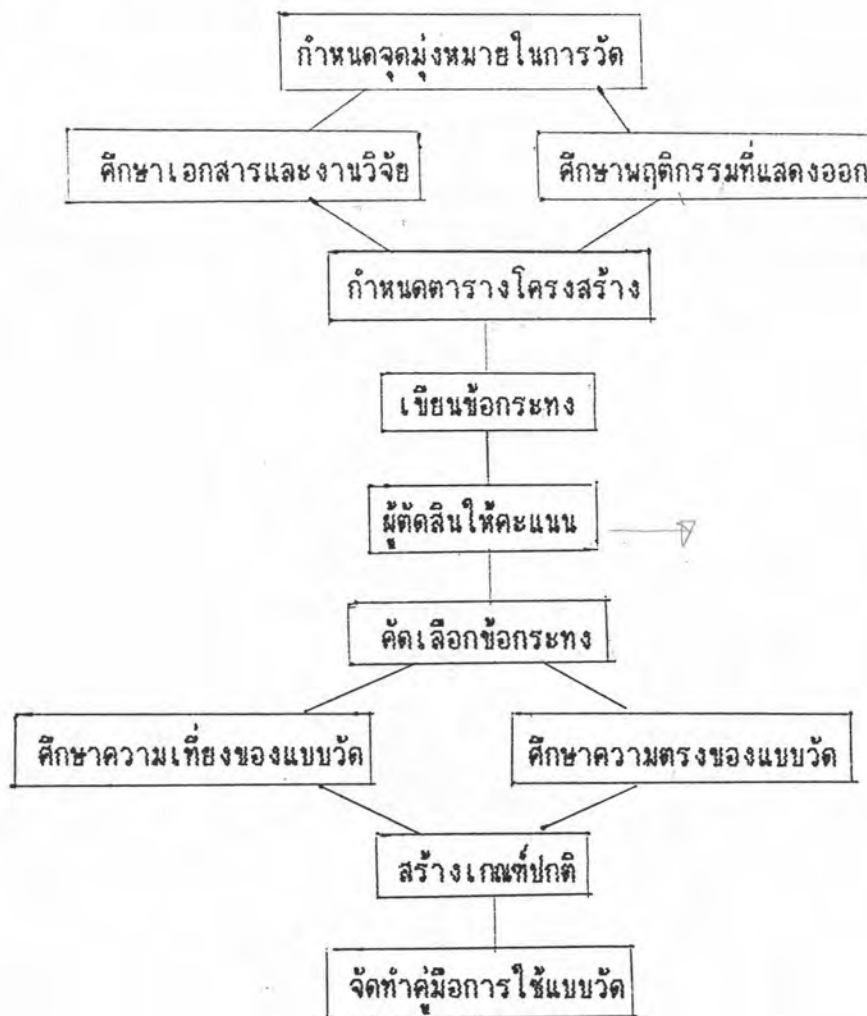 กำหนดจุดมุ่งหมายในการวัด
ศึกษาเอกสารและงานวิจัย
ศึกษาพฤติกรรมที่แสดงออก
กำหนดตารางโครงสร้าง
เขียนข้อกระทง
ผู้ตัดสินให้คะแนน
คัดเลือกข้อกระทง
ศึกษาความเที่ยงของแบบวัด
ศึกษาความตรงของแบบวัด
สร้างเกณฑ์ปกติ
จัดทำคู่มือการใช้แบบวัด